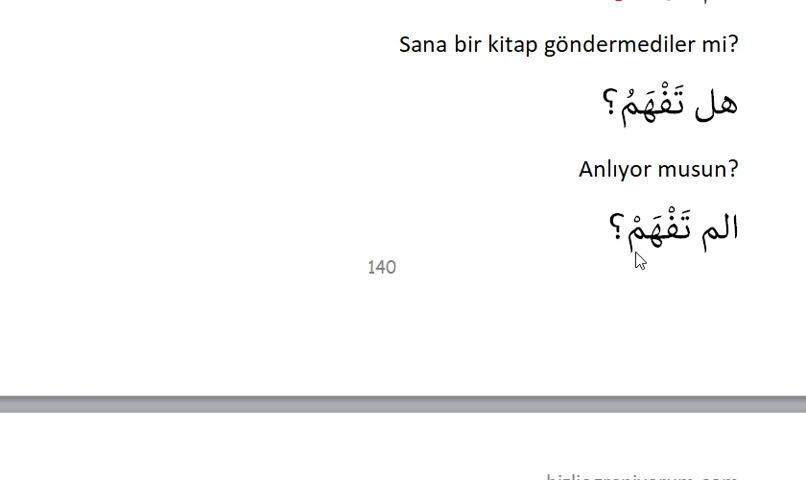 Sana bir kitap göndermediler mi?
هل تَفْهَمُ؟
Anlıyor musun?
الم تَفْهَمْ؟
140